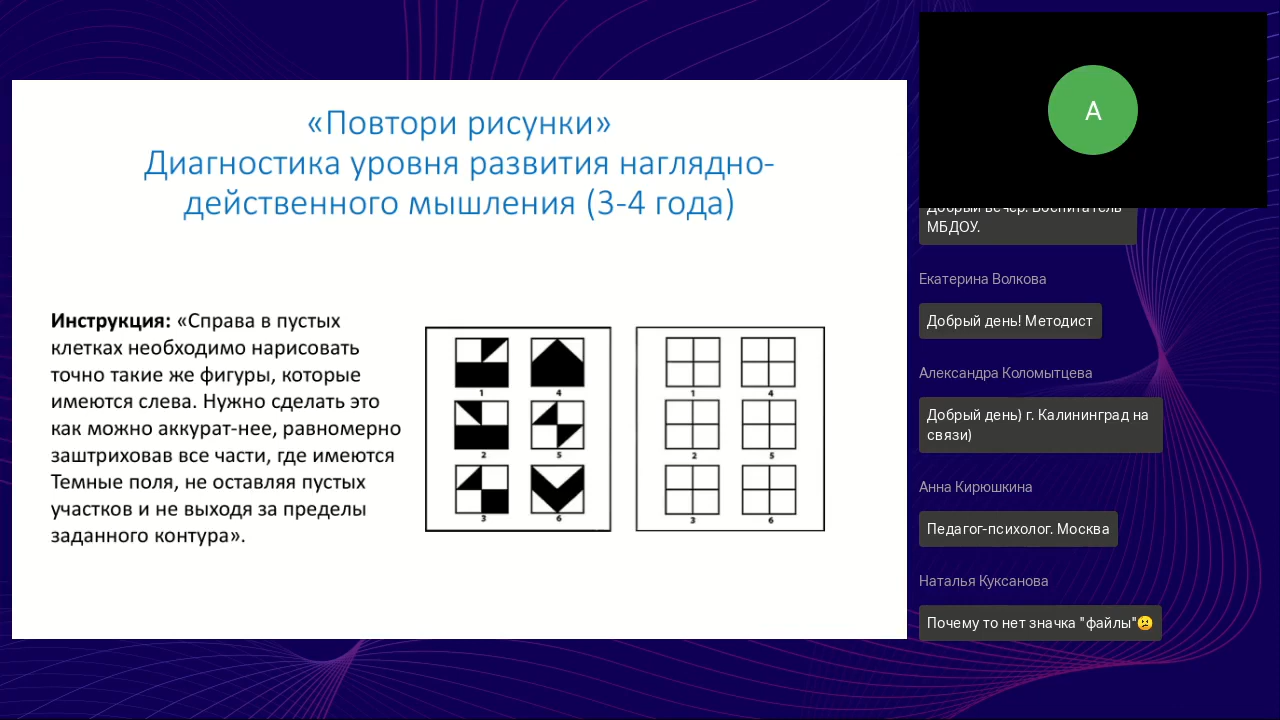 «Повтори рисунки»
Диагностика уровня развития наглядно-
действенного мышления (3-4 года)
Инструкция: «Справа в пустых
клетках необходимо нарисовать
точно такие же фигуры, которые
имеются слева. Нужно сделать это
как можно аккурат-нее, равномерно
заштриховав все части, где имеются
Темные поля, не оставляя пустых
участков и не выходя за пределы
заданного контура».
1 4
2 5
3 6
1 4
2 5
3 6
А
Добрый вечер. Воспитатель
МБДОУ.
Екатерина Волкова
Добрый день! Методист
Александра Коломытцева
Добрый день) г. Калининград на
связи)
Анна Кирюшкина
Педагог-психолог. Москва
Наталья Куксанова
Почему то нет значка "файлы"😕